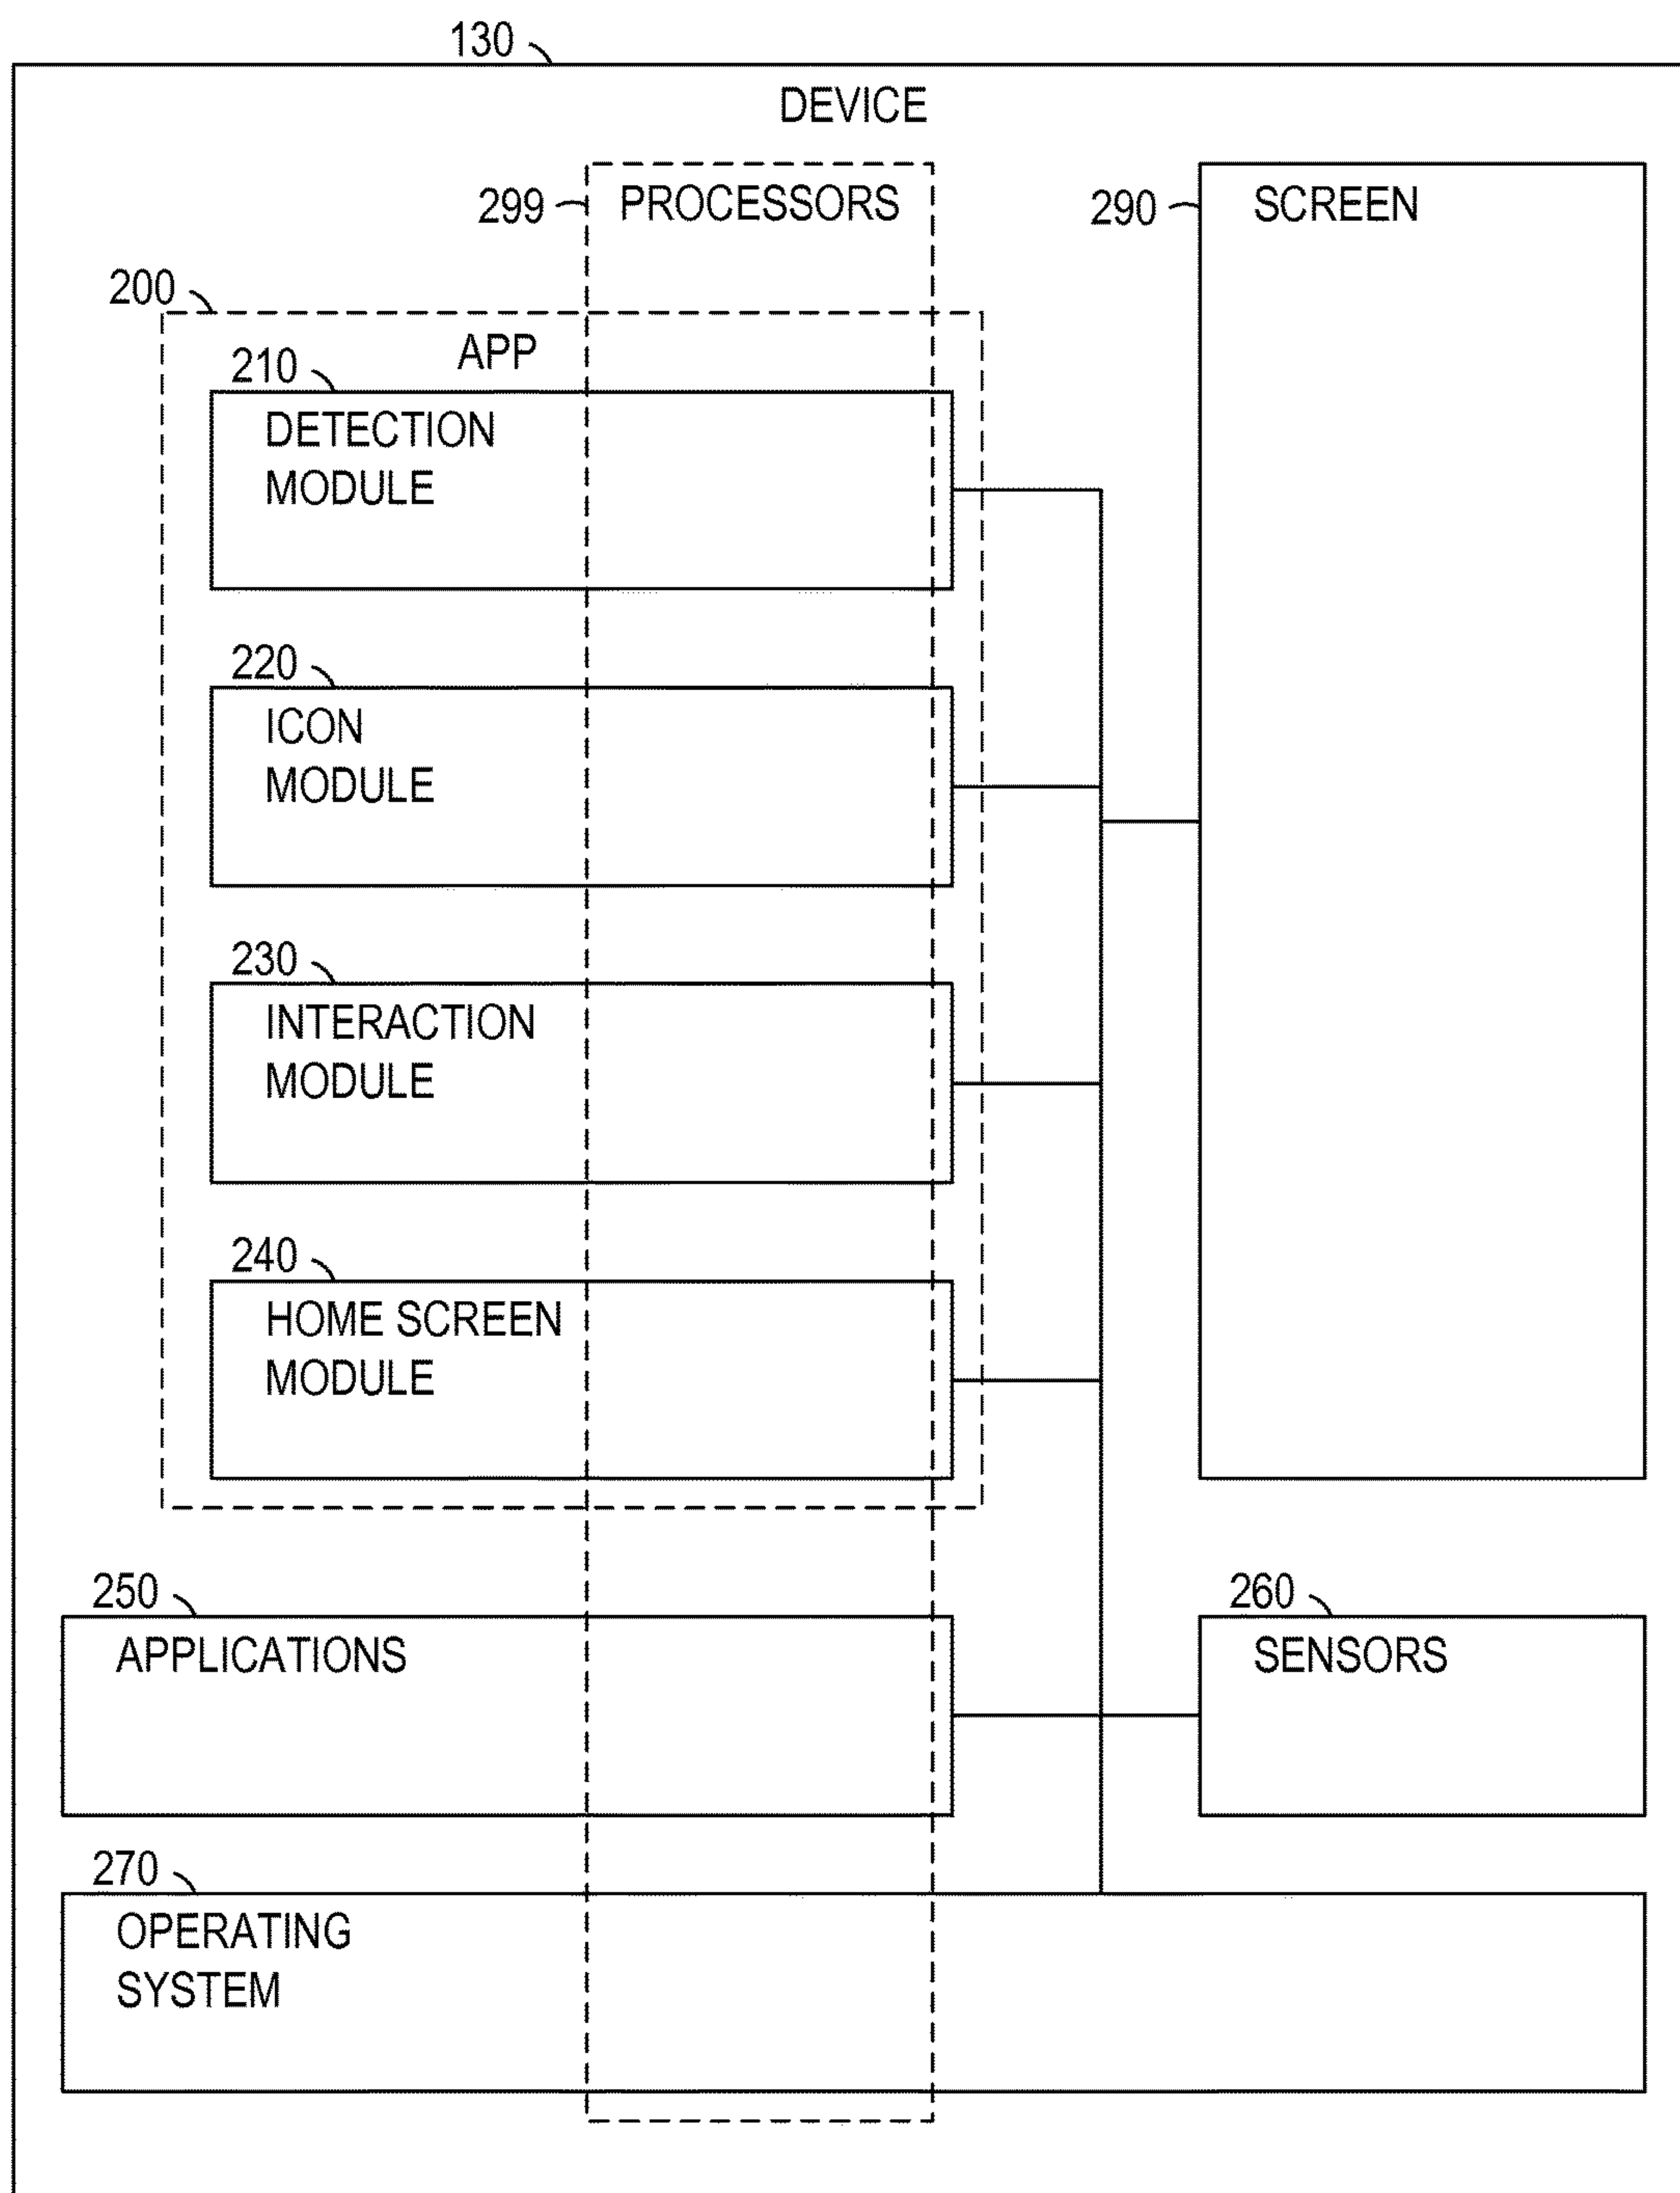 130
DEVICE
299
PROCESSORS
290
SCREEN
200
APP
210
DETECTION
MODULE
220
ICON
MODULE
230
INTERACTION
MODULE
240
HOME SCREEN
MODULE
250
APPLICATIONS
260
SENSORS
270
OPERATING
SYSTEM